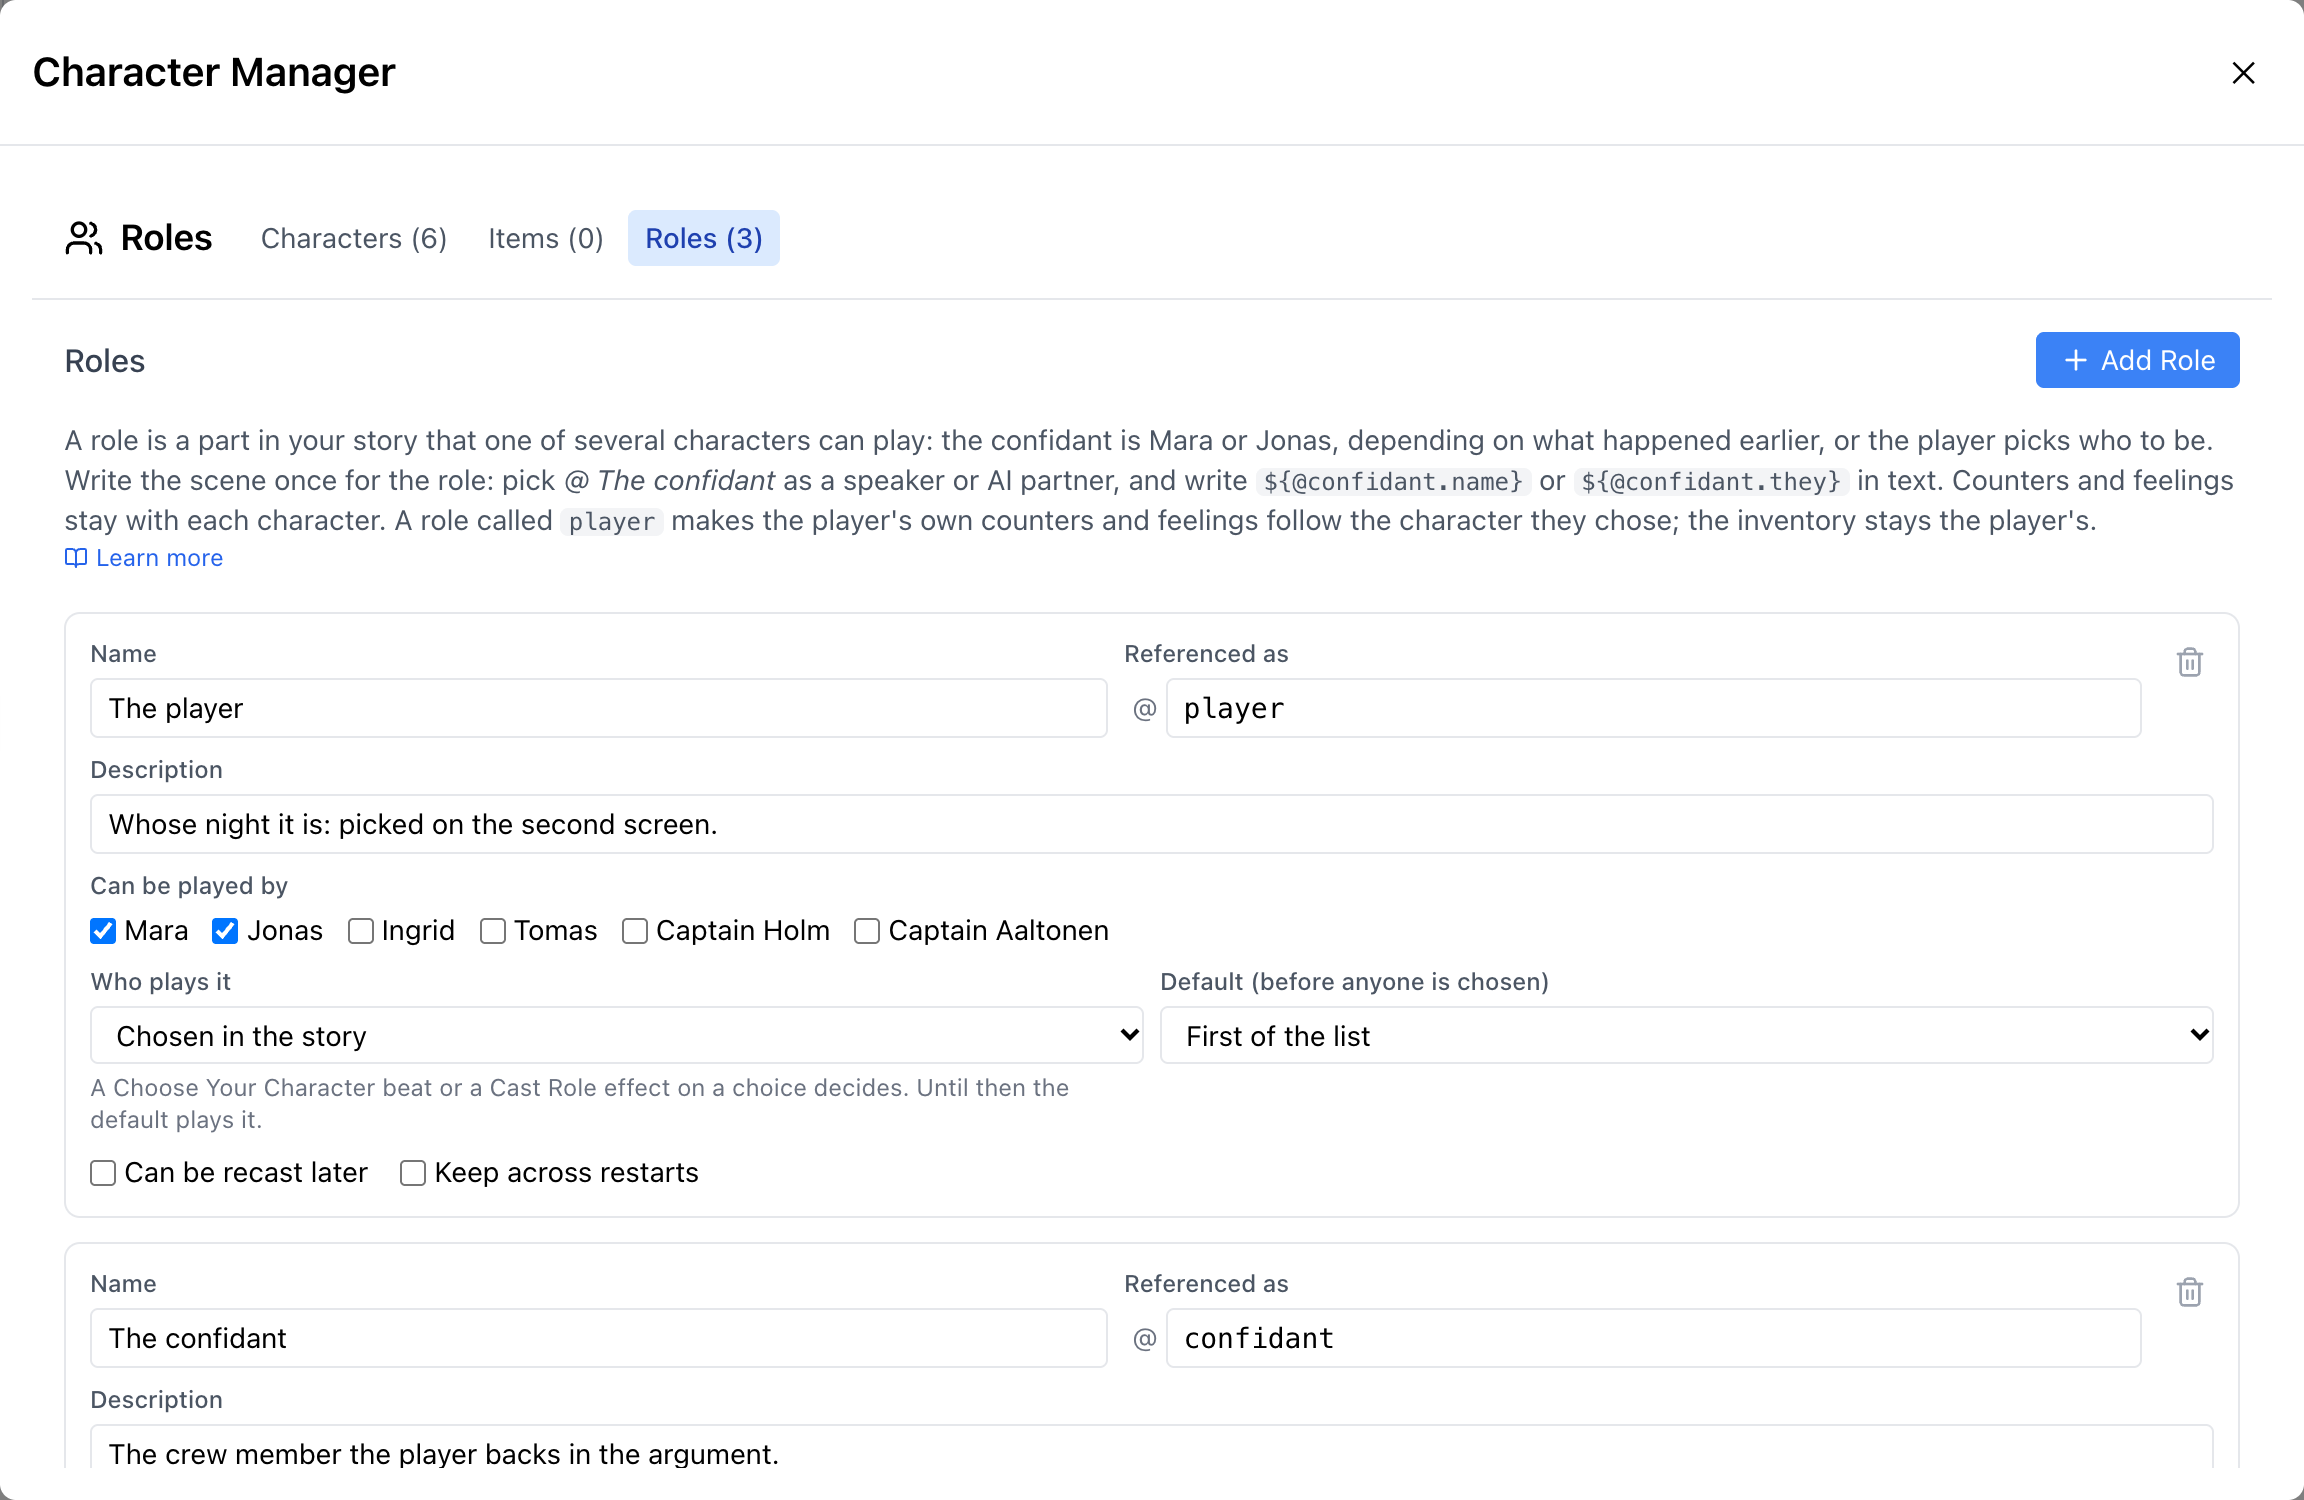 Character Manager
Roles Characters (6) Items (0) Roles (3)
Roles
Add Role
A role is a part in your story that one of several characters can play: the confidant is Mara or Jonas, depending on what happened earlier, or the player picks who to be.
Write the scene once for the role: pick @ The confidant as a speaker or AI partner, and write ${@confidant.name} or ${@confidant.they} in text. Counters and feelings
stay with each character. A role called player makes the player's own counters and feelings follow the character they chose; the inventory stays the player's.
Learn more
Name Referenced as
The player @ player
Description
Whose night it is: picked on the second screen.
Can be played by
Mara Jonas Ingrid Tomas Captain Holm Captain Aaltonen
Who plays it Default (before anyone is chosen)
Chosen in the story First of the list
A Choose Your Character beat or a Cast Role effect on a choice decides. Until then the
default plays it.
Can be recast later Keep across restarts
Name Referenced as
The confidant @ confidant
Description
The crew member the player backs in the argument.